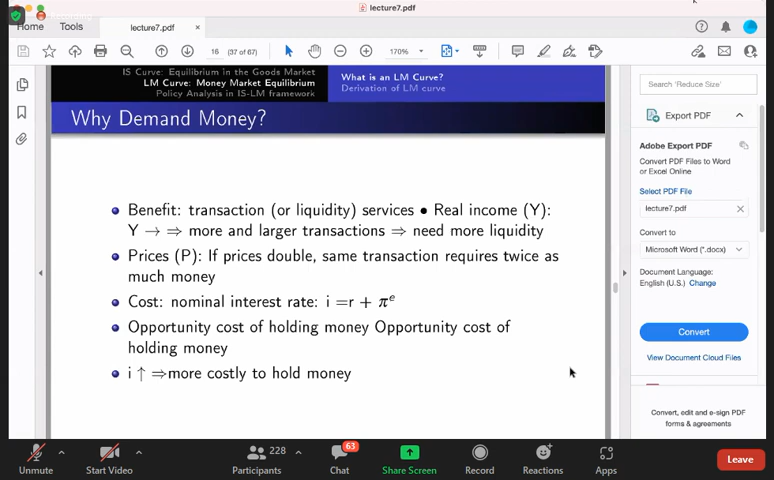 lecture7.pdf
Home Tools lecture7.pdf ×
16 (37 of 67) 170%
IS Curve: Equilibrium in the Goods Market
LM Curve: Money Market Equilibrium
Policy Analysis in IS-LM framework
What is an LM Curve?
Derivation of LM curve
Why Demand Money?
Benefit: transaction (or liquidity) services • Real income (Y):
Y → ⇒ more and larger transactions ⇒ need more liquidity
Prices (P): If prices double, same transaction requires twice as
much money
Cost: nominal interest rate: i =r + πᵉ
Opportunity cost of holding money Opportunity cost of
holding money
i ↑ ⇒more costly to hold money
Search 'Reduce Size'
Export PDF
Adobe Export PDF
Convert PDF Files to Word
or Excel Online
Select PDF File
lecture7.pdf
Convert to
Microsoft Word (*.docx)
Document Language:
English (U.S.) Change
Convert
View Document Cloud Files
Convert, edit and e-sign PDF
forms & agreements
228
63
Unmute
Start Video
Participants
Chat
Share Screen
Record
Reactions
Apps
Leave